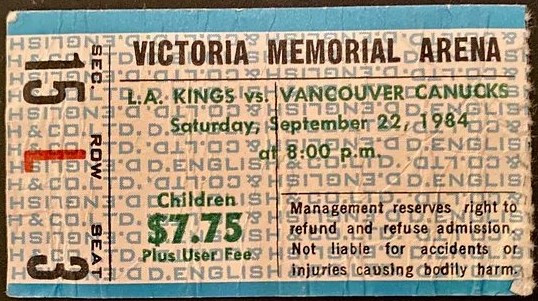 VICTORIA MEMORIAL ARENA
L.A. KINGS vs. VANCOUVER CANUCKS
Saturday, September 22, 1984
at 8:00 p.m.
Children
$7.75
Plus User Fee
Management reserves right to
refund and refuse admission.
Not liable for accidents or
injuries causing bodily harm.
SEC. ROW SEAT
15 L 3